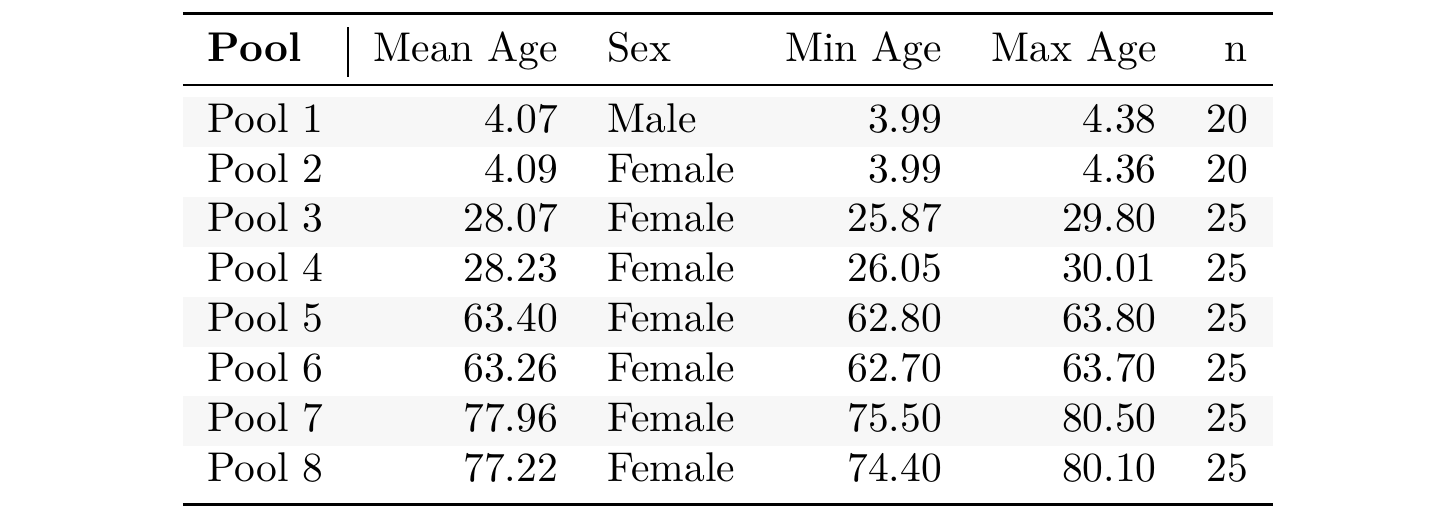 Pool Mean Age Sex Min Age Max Age n
Pool 1 4.07 Male 3.99 4.38 20
Pool 2 4.09 Female 3.99 4.36 20
Pool 3 28.07 Female 25.87 29.80 25
Pool 4 28.23 Female 26.05 30.01 25
Pool 5 63.40 Female 62.80 63.80 25
Pool 6 63.26 Female 62.70 63.70 25
Pool 7 77.96 Female 75.50 80.50 25
Pool 8 77.22 Female 74.40 80.10 25